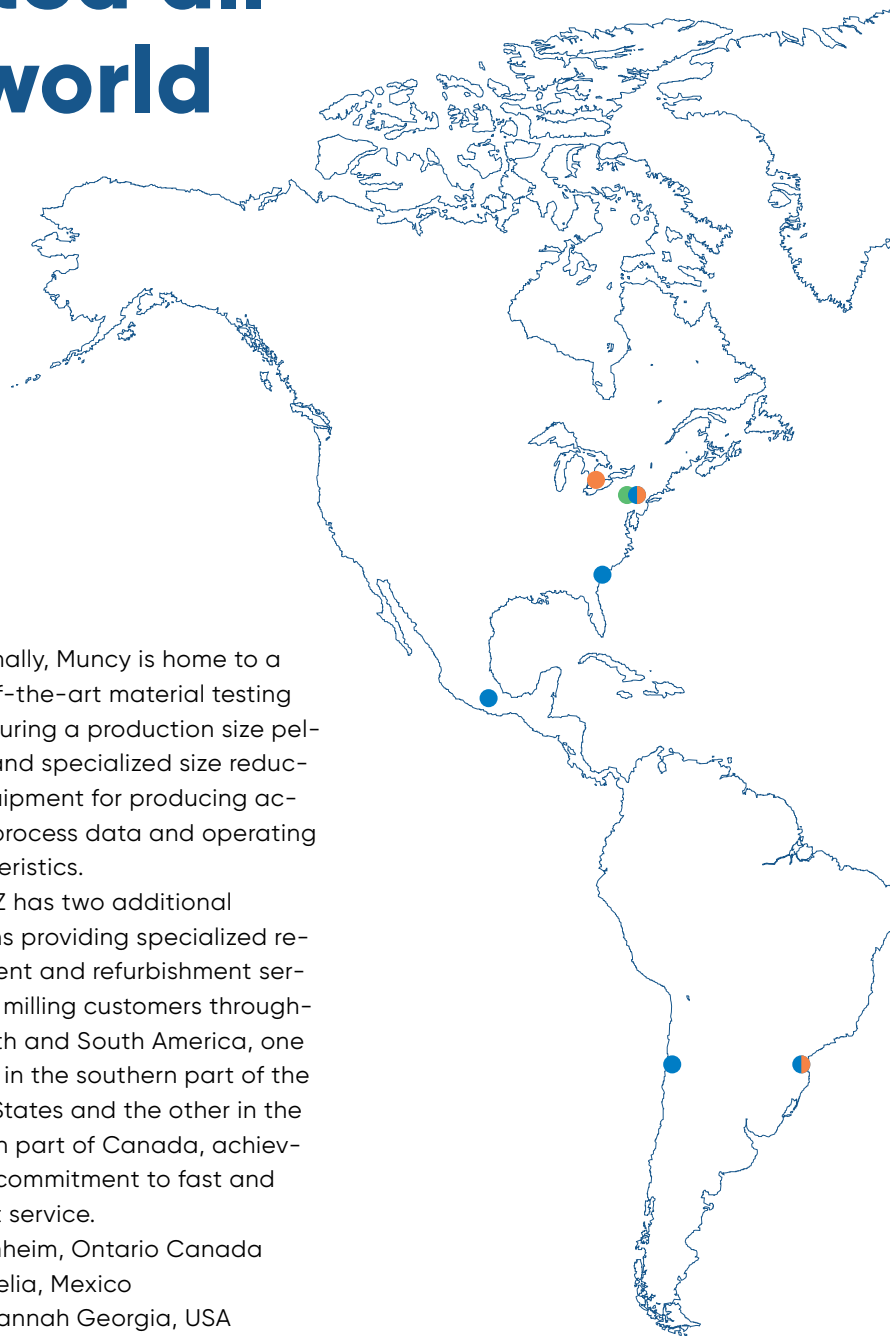 world
nally, Muncy is home to a
f-the-art material testing
uring a production size pel-
and specialized size reduc-
uipment for producing ac-
process data and operating
eristics.
Z has two additional
ns providing specialized re-
ent and refurbishment ser-
milling customers through-
th and South America, one
in the southern part of the
States and the other in the
n part of Canada, achiev-
commitment to fast and
t service.
nheim, Ontario Canada
elia, Mexico
annah Georgia, USA